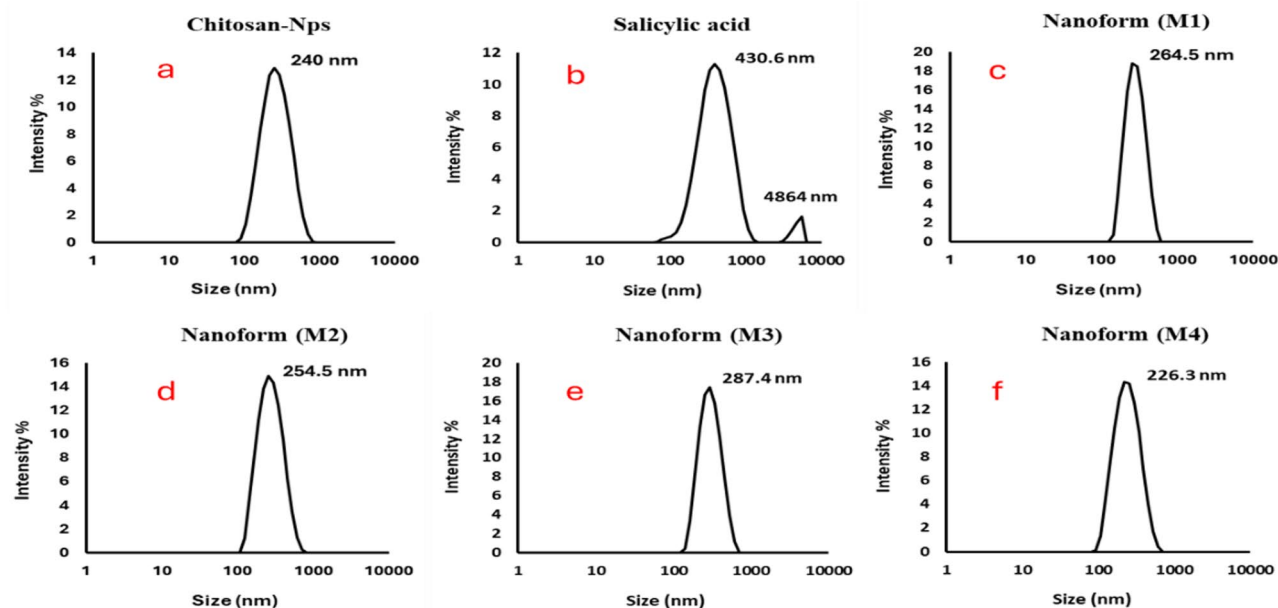 Chitosan-Nps
14
12
10
8
6
4
2
0
Intensity %
a
240 nm
1 10 100 1000 10000
Size (nm)
Salicylic acid
12
10
8
6
4
2
0
Intensity %
b
430.6 nm
4864 nm
1 10 100 1000 10000
Size (nm)
Nanoform (M1)
20
18
16
14
12
10
8
6
4
2
0
Intensity %
c
264.5 nm
1 10 100 1000 10000
Size (nm)
Nanoform (M2)
16
14
12
10
8
6
4
2
0
Intensity %
d
254.5 nm
1 10 100 1000 10000
Size (nm)
Nanoform (M3)
20
18
16
14
12
10
8
6
4
2
0
Intensity %
e
287.4 nm
1 10 100 1000 10000
Size (nm)
Nanoform (M4)
16
14
12
10
8
6
4
2
0
Intensity %
f
226.3 nm
1 10 100 1000 10000
Size (nm)